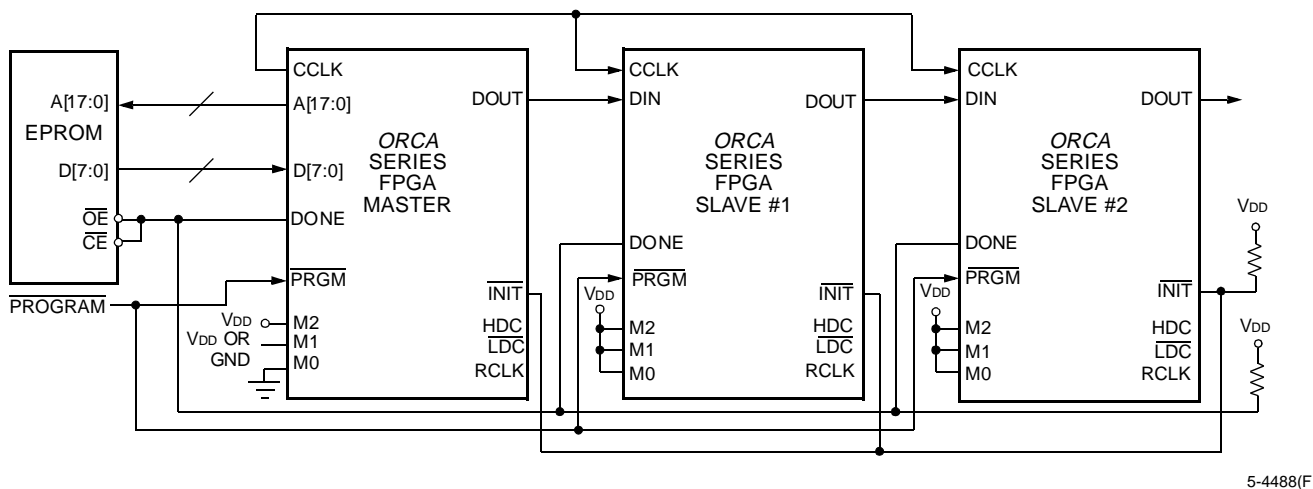 EPROM
A[17:0]
D[7:0]
OE
CE
PROGRAM
CCLK
A[17:0]
DOUT
ORCA
SERIES
FPGA
MASTER
D[7:0]
DONE
PRGM
INIT
VDD
M2
HDC
VDD OR
GND
M1
LDC
M0
RCLK
CCLK
DIN
DOUT
ORCA
SERIES
FPGA
SLAVE #1
DONE
PRGM
VDD
INIT
M2
HDC
M1
LDC
M0
RCLK
CCLK
DIN
DOUT
ORCA
SERIES
FPGA
SLAVE #2
DONE
PRGM
VDD
INIT
M2
HDC
M1
LDC
M0
RCLK
VDD
VDD
5-4488(F